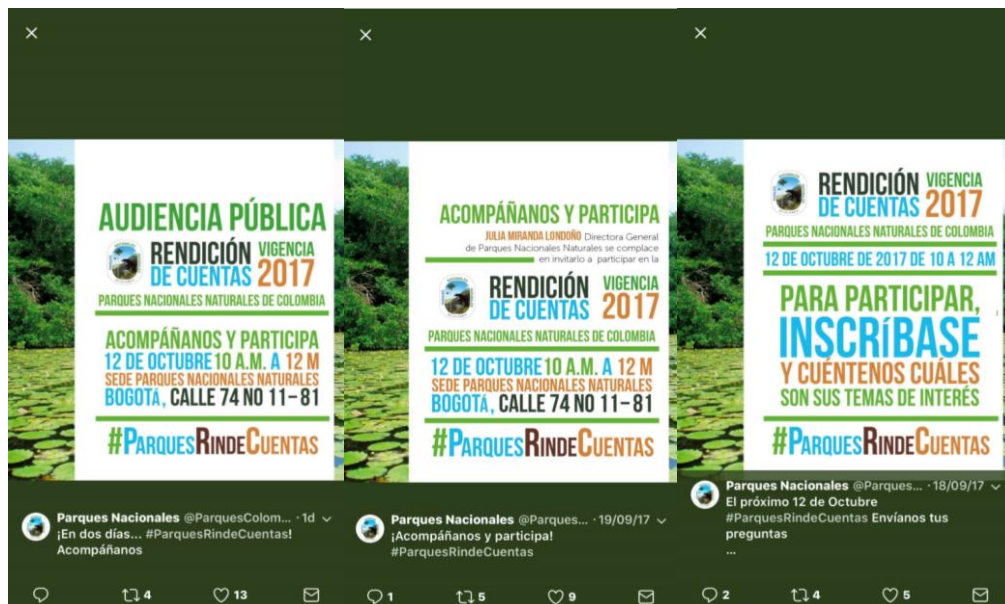 AUDIENCIA PÚBLICA
RENDICIÓN DE CUENTAS VIGENCIA 2017
PARQUES NACIONALES NATURALES DE COLOMBIA
ACOMPÁÑANOS Y PARTICIPA
12 DE OCTUBRE 10 A.M. A 12 M
SEDE PARQUES NACIONALES NATURALES
BOGOTÁ, CALLE 74 NO 11-81
#PARQUESRINDECUENTAS
Parques Nacionales @ParquesColom... · 1d
¡En dos días... #ParquesRindeCuentas!
Acompáñanos
4 13
ACOMPÁÑANOS Y PARTICIPA
JULIA MIRANDA LONDOÑO Directora General
de Parques Nacionales Naturales se complace
en invitarlo a participar en la
RENDICIÓN DE CUENTAS VIGENCIA 2017
PARQUES NACIONALES NATURALES DE COLOMBIA
12 DE OCTUBRE 10 A.M. A 12 M
SEDE PARQUES NACIONALES NATURALES
BOGOTÁ, CALLE 74 NO 11-81
#PARQUESRINDECUENTAS
Parques Nacionales @Parques... · 19/09/17
¡Acompáñanos y participa!
#ParquesRindeCuentas
1 5 9
RENDICIÓN DE CUENTAS VIGENCIA 2017
PARQUES NACIONALES NATURALES DE COLOMBIA
12 DE OCTUBRE DE 2017 DE 10 A 12 AM
PARA PARTICIPAR,
INSCRÍBASE
Y CUÉNTENOS CUÁLES
SON SUS TEMAS DE INTERÉS
#PARQUESRINDECUENTAS
Parques Nacionales @Parques... · 18/09/17
El próximo 12 de Octubre
#ParquesRindeCuentas Envíanos tus
preguntas
...
2 4 5